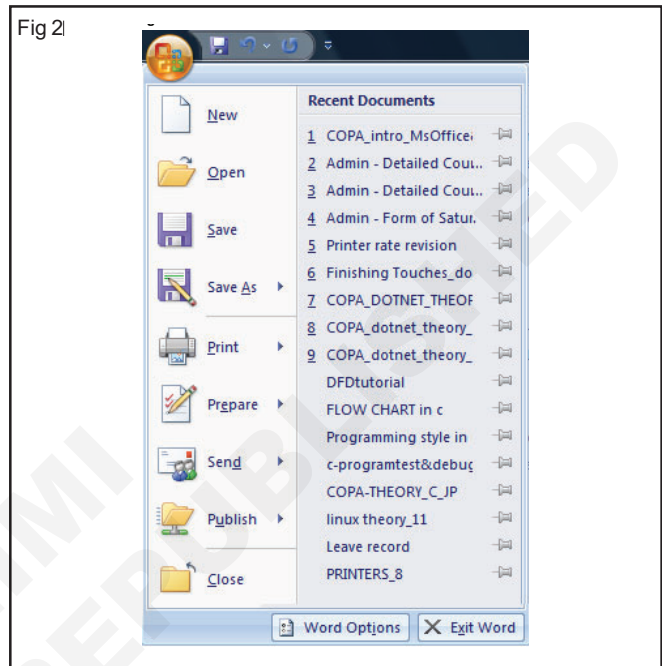 Fig 2
New
Open
Save
Save As
Print
Prepare
Send
Publish
Close
Recent Documents
1 COPA_intro_MsOffice
2 Admin - Detailed Cou...
3 Admin - Detailed Cou...
4 Admin - Form of Satur.
5 Printer rate revision
6 Finishing Touches_do
7 COPA_DOTNET_THEOF
8 COPA_dotnet_theory_
9 COPA_dotnet_theory_
DFDtutorial
FLOW CHART in c
Programming style in
c-programtest&debug
COPA-THEORY_C_JP
linux theory_11
Leave record
PRINTERS_8
Word Options
Exit Word